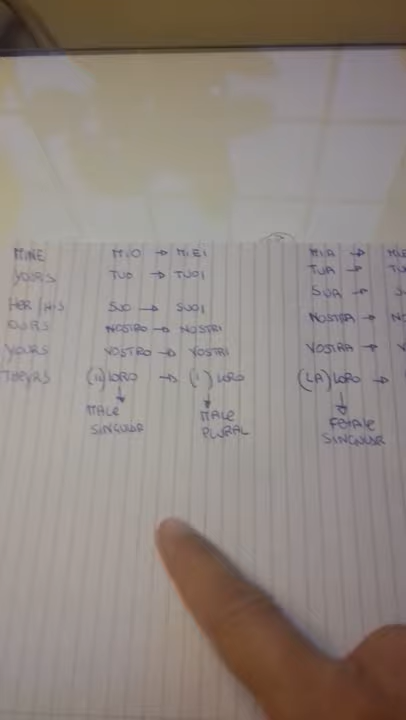 MINE MIO → MIEI MIA →
YOURS TUO → TUOI TUA →
HER/HIS SUO → SUOI SUA →
OURS NOSTRO → NOSTRI NOSTRA →
YOURS VOSTRO → VOSTRI VOSTRA →
THEYRS (IL) LORO → (I) LORO (LA) LORO →
MALE MALE FEMALE
SINGULAR PLURAL SINGULAR